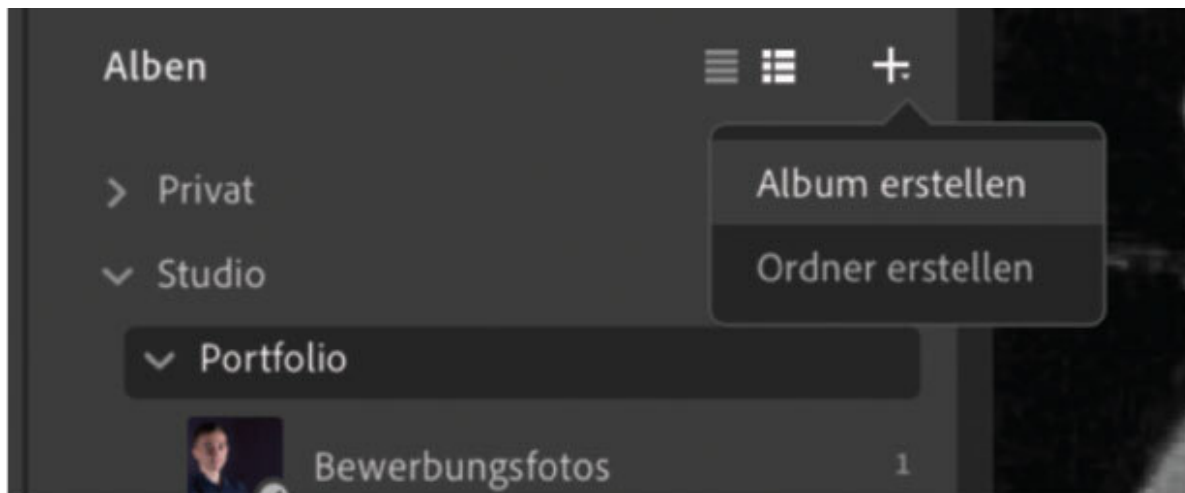 Alben
Album erstellen
Privat
Ordner erstellen
Studio
Portfolio
Bewerbungsfotos 1